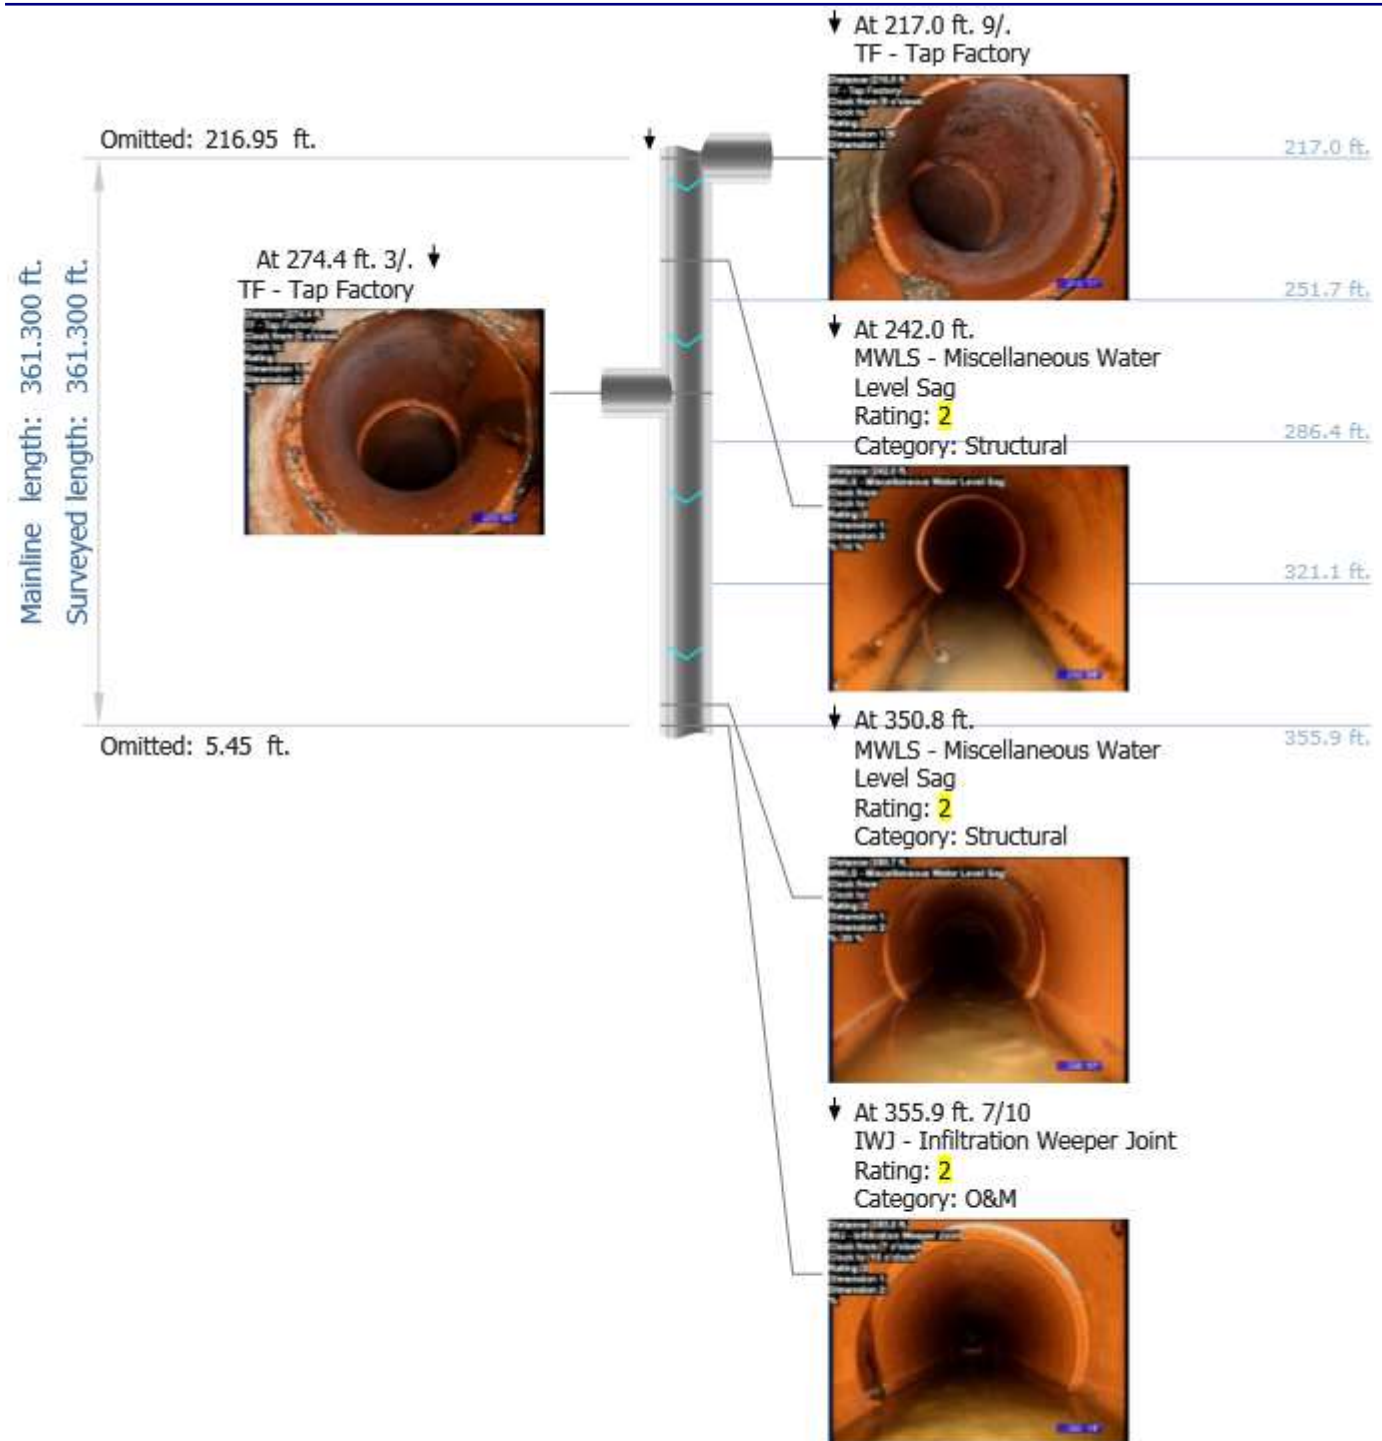 At 217.0 ft. 9/.
TF - Tap Factory
Omitted: 216.95 ft.
217.0 ft.
At 274.4 ft. 3/.
TF - Tap Factory
Mainline length: 361.300 ft.
Surveyed length: 361.300 ft.
251.7 ft.
At 242.0 ft.
MWLS - Miscellaneous Water
Level Sag
Rating: 2
Category: Structural
286.4 ft.
321.1 ft.
Omitted: 5.45 ft.
At 350.8 ft.
355.9 ft.
MWLS - Miscellaneous Water
Level Sag
Rating: 2
Category: Structural
At 355.9 ft. 7/10
IWJ - Infiltration Weeper Joint
Rating: 2
Category: O&M